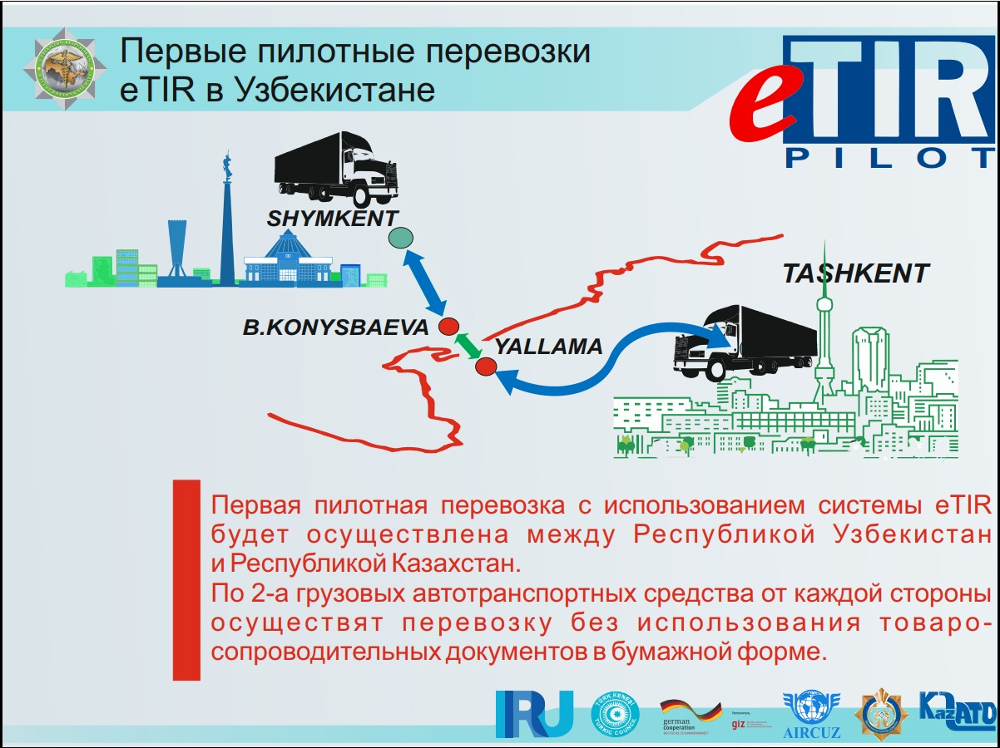 Первые пилотные перевозки
eTIR в Узбекистане
eTIR
PILOT
SHYMKENT
TASHKENT
B.KONYSBAEVA
YALLAMA
Первая пилотная перевозка с использованием системы eTIR
будет осуществлена между Республикой Узбекистан
и Республикой Казахстан.
По 2-а грузовых автотранспортных средства от каждой стороны
осуществят перевозку без использования товаро-
сопроводительных документов в бумажной форме.
IRU
TÜRK KENEŞİ
TURKIC COUNCIL
german
cooperation
DEUTSCHE ZUSAMMENARBEIT
giz
AIRCUZ
KazATO